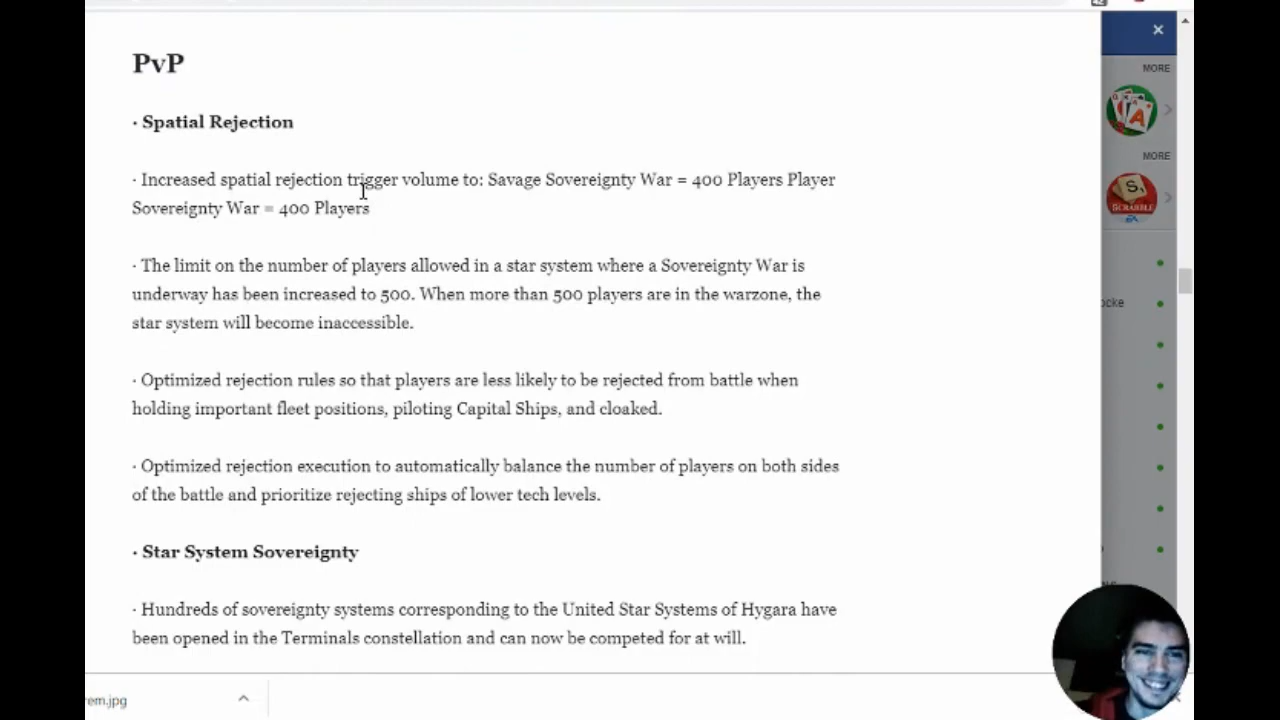 PvP
· Spatial Rejection
· Increased spatial rejection trigger volume to: Savage Sovereignty War = 400 Players Player
Sovereignty War = 400 Players
· The limit on the number of players allowed in a star system where a Sovereignty War is
underway has been increased to 500. When more than 500 players are in the warzone, the
star system will become inaccessible.
· Optimized rejection rules so that players are less likely to be rejected from battle when
holding important fleet positions, piloting Capital Ships, and cloaked.
· Optimized rejection execution to automatically balance the number of players on both sides
of the battle and prioritize rejecting ships of lower tech levels.
· Star System Sovereignty
· Hundreds of sovereignty systems corresponding to the United Star Systems of Hygara have
been opened in the Terminals constellation and can now be competed for at will.
MORE
A
MORE
S
SCRABBLE
EA
ocke
rem.jpg